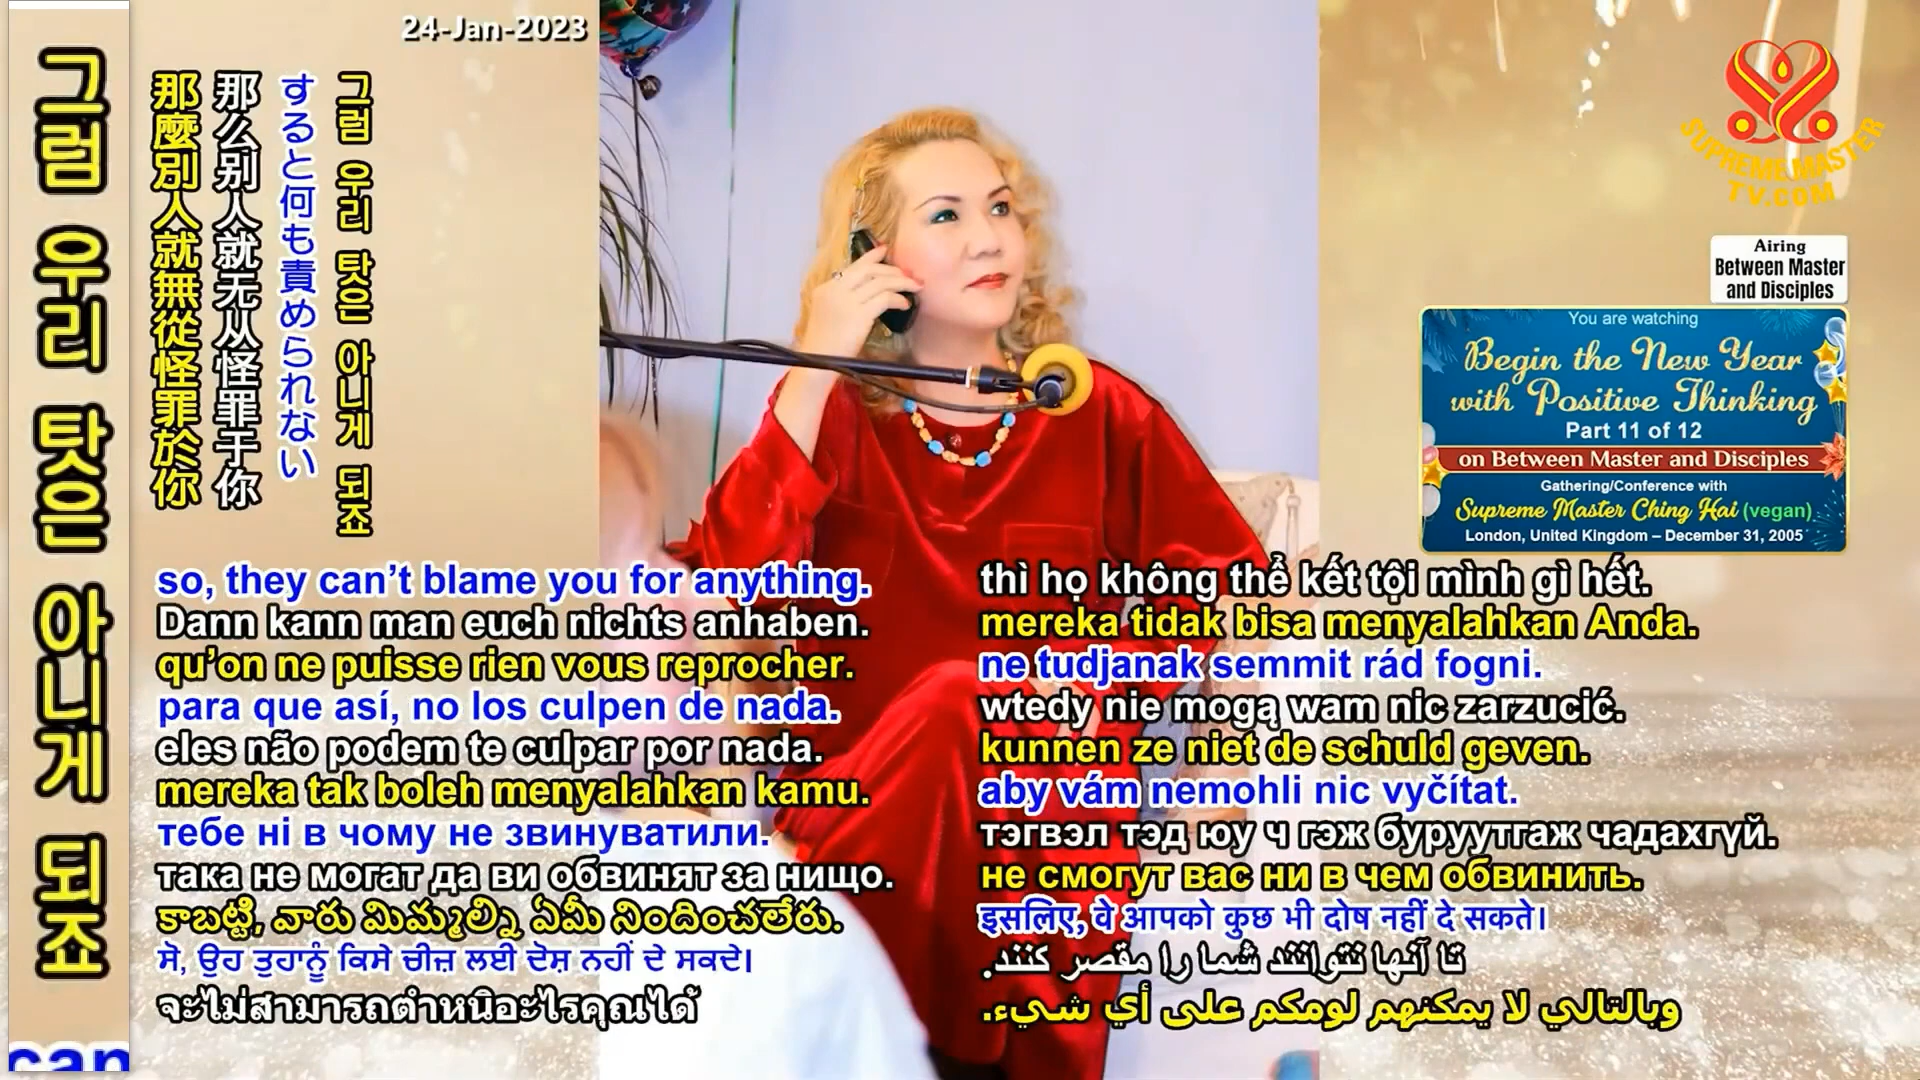 24-Jan-2023
그럼 우리 탓은 아니게 되죠
그럼 우리 탓은 아니게 되죠
すると何も責められない
那么别人就无从怪罪于你
那麼別人就無從怪罪於你
SUPREME MASTER
TV.COM
Airing
Between Master
and Disciples
You are watching
Begin the New Year
with Positive Thinking
Part 11 of 12
on Between Master and Disciples
Gathering/Conference with
Supreme Master Ching Hai (vegan)
London, United Kingdom – December 31, 2005
so, they can’t blame you for anything.
Dann kann man euch nichts anhaben.
qu’on ne puisse rien vous reprocher.
para que así, no los culpen de nada.
eles não podem te culpar por nada.
mereka tak boleh menyalahkan kamu.
тебе ні в чому не звинуватили.
така не могат да ви обвинят за нищо.
కాబట్టి, వారు మిమ్మల్ని ఏమీ నిందించలేరు.
ਸੋ, ਉਹ ਤੁਹਾਨੂੰ ਕਿਸੇ ਚੀਜ਼ ਲਈ ਦੋਸ਼ ਨਹੀਂ ਦੇ ਸਕਦੇ।
จะไม่สามารถตำหนิอะไรคุณได้
thì họ không thể kết tội mình gì hết.
mereka tidak bisa menyalahkan Anda.
ne tudjanak semmit rád fogni.
wtedy nie mogą wam nic zarzucić.
kunnen ze niet de schuld geven.
aby vám nemohli nic vyčítat.
тэгвэл тэд юу ч гэж буруутгаж чадахгүй.
не смогут вас ни в чем обвинить.
इसलिए, वे आपको कुछ भी दोष नहीं दे सकते।
تا آنها نتوانند شما را مقصر کنند.
وبالتالي لا يمكنهم لومكم على أي شيء.
can